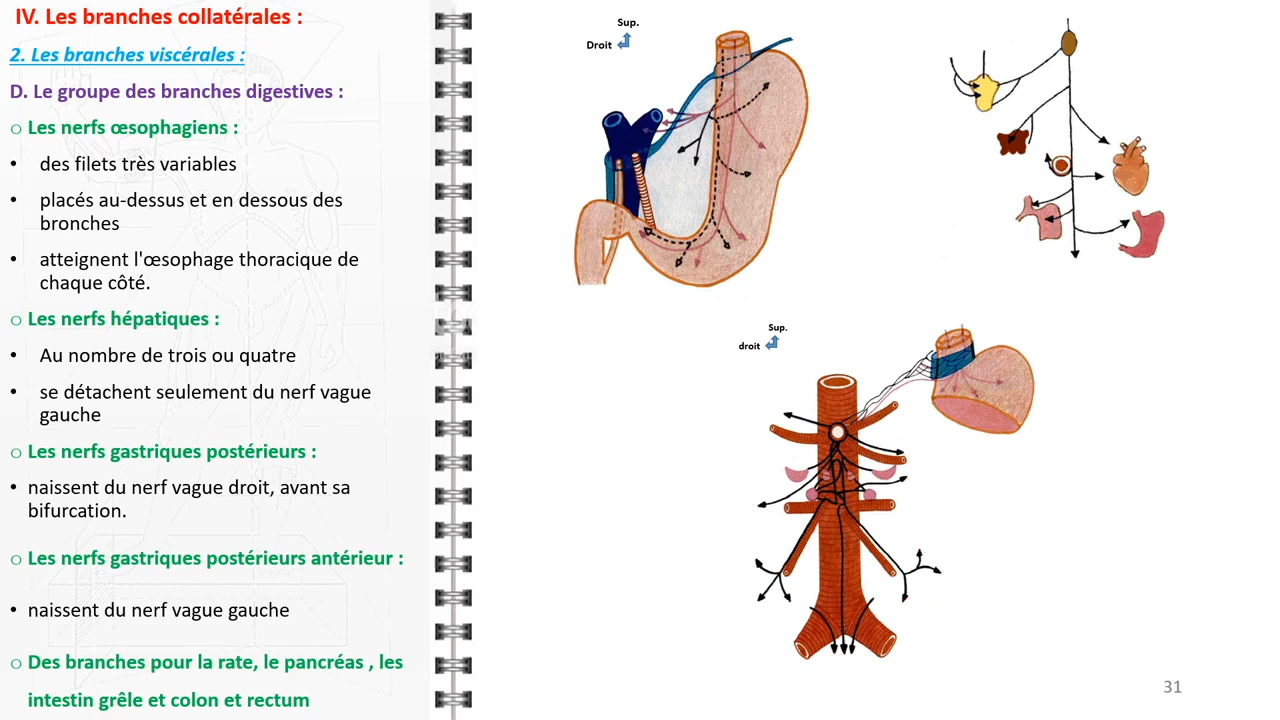 IV. Les branches collatérales :
2. Les branches viscérales :
D. Le groupe des branches digestives :
o Les nerfs œsophagiens :
• des filets très variables
• placés au-dessus et en dessous des
bronches
• atteignent l'œsophage thoracique de
chaque côté.
o Les nerfs hépatiques :
• Au nombre de trois ou quatre
• se détachent seulement du nerf vague
gauche
o Les nerfs gastriques postérieurs :
• naissent du nerf vague droit, avant sa
bifurcation.
o Les nerfs gastriques postérieurs antérieur :
• naissent du nerf vague gauche
o Des branches pour la rate, le pancréas , les
intestin grêle et colon et rectum
Sup.
Droit
Sup.
droit
31